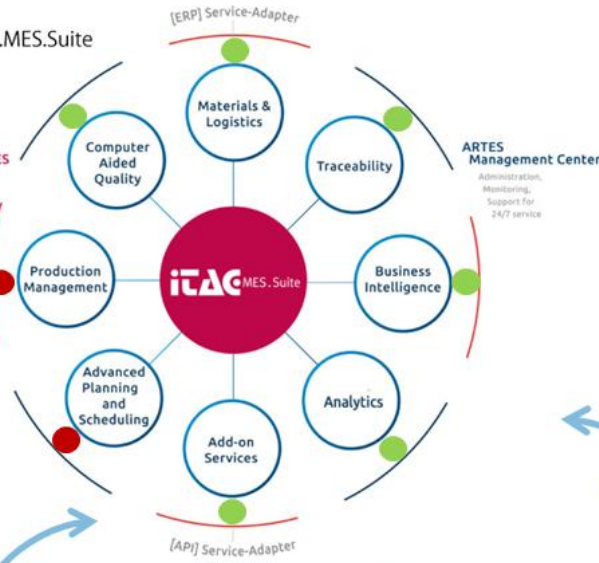 [ERP] Service-Adapter
.MES.Suite
Materials &
Logistics
Computer
Aided
Quality
Traceability
ARTES
Management Center
Administration,
Monitoring,
Support for
24/7 service
ES
Production
Management
iTAC MES.Suite
Business
Intelligence
Advanced
Planning
and
Scheduling
Analytics
Add-on
Services
[API] Service-Adapter